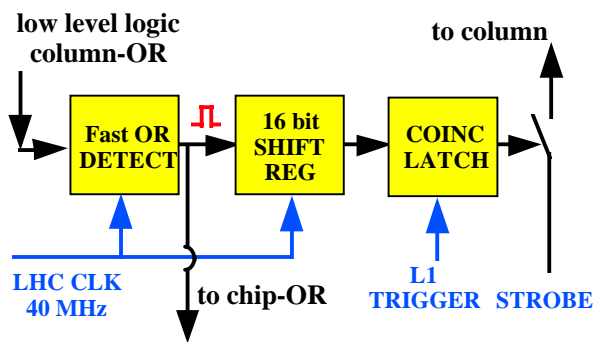 low level logic
column-OR
to column
Fast OR
DETECT
16 bit
SHIFT
REG
COINC
LATCH
LHC CLK
40 MHz
to chip-OR
L1
TRIGGER
STROBE